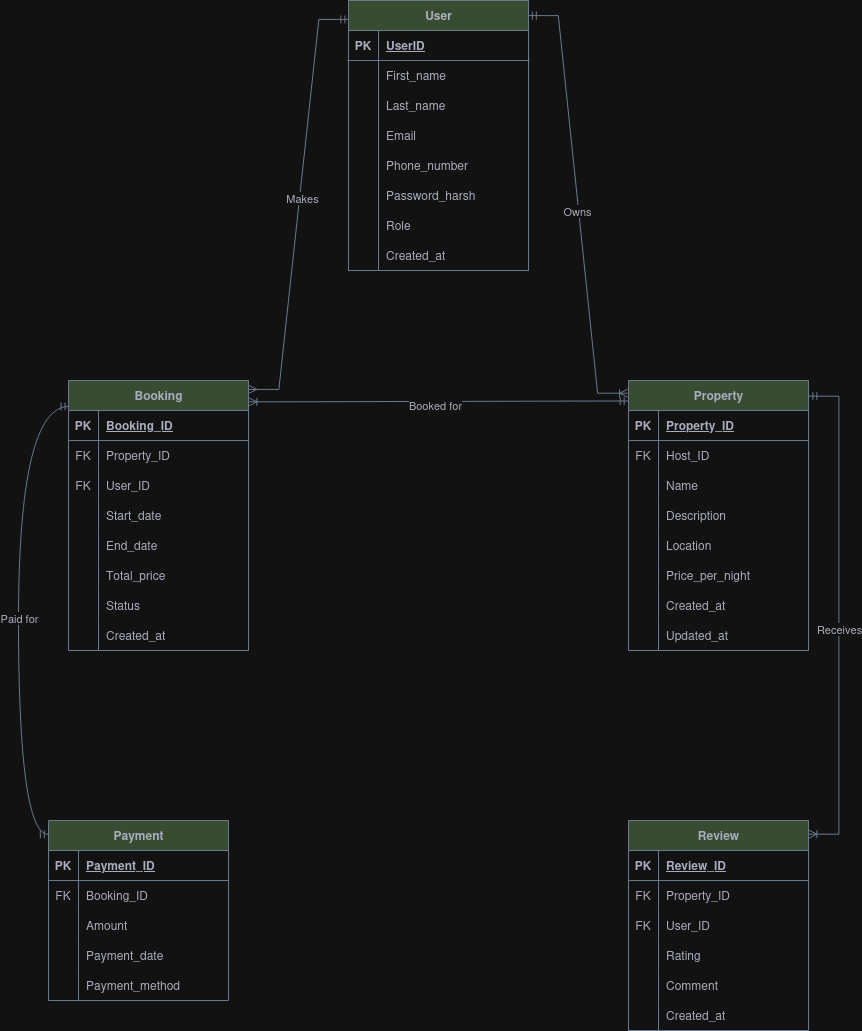 User
PK UserID
First_name
Last_name
Email
Phone_number
Password_harsh
Role
Created_at
Makes
Owns
Booking
PK Booking_ID
FK Property_ID
FK User_ID
Start_date
End_date
Total_price
Status
Created_at
Booked for
Property
PK Property_ID
FK Host_ID
Name
Description
Location
Price_per_night
Created_at
Updated_at
Paid for
Receives
Payment
PK Payment_ID
FK Booking_ID
Amount
Payment_date
Payment_method
Review
PK Review_ID
FK Property_ID
FK User_ID
Rating
Comment
Created_at